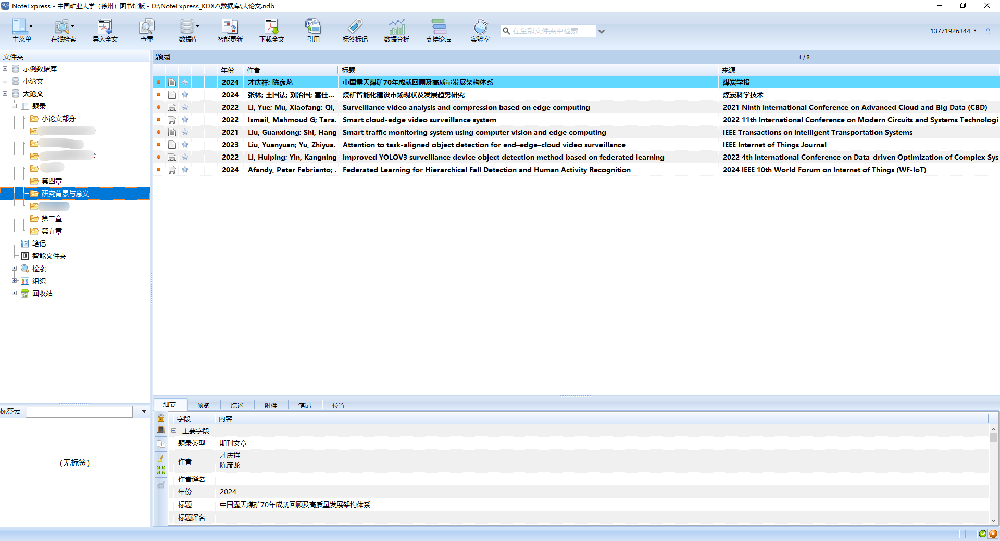 NoteExpress - 中国矿业大学（徐州）图书馆版 - D:\NoteExpress_KDXZ\数据库\大论文.ndb
主菜单 在线检索 导入全文 查重 数据库 智能更新 下载全文 引用 标签标记 数据分析 支持论坛 实验室 在全部文件夹中检索 13771926344
文件夹
示例数据库
小论文
大论文
题录
小论文部分
第四章
研究背景与意义
第二章
第五章
笔记
智能文件夹
检索
组织
回收站
标签云
(无标签)
题录 1 / 8
年份 作者 标题 来源
2024 才庆祥; 陈彦龙 中国露天煤矿70年成就回顾及高质量发展架构体系 煤炭学报
2024 张林; 王国法; 刘治国; 富佳... 煤矿智能化建设市场现状及发展趋势研究 煤炭科学技术
2022 Li, Yue; Mu, Xiaofang; Qi, Surveillance video analysis and compression based on edge computing 2021 Ninth International Conference on Advanced Cloud and Big Data (CBD)
2022 Ismail, Mahmoud G; Tara. Smart cloud-edge video surveillance system 2022 11th International Conference on Modern Circuits and Systems Technologi
2021 Liu, Guanxiong; Shi, Hang Smart traffic monitoring system using computer vision and edge computing IEEE Transactions on Intelligent Transportation Systems
2023 Liu, Yuanyuan; Yu, Zhiyua. Attention to task-aligned object detection for end–edge–cloud video surveillance IEEE Internet of Things Journal
2022 Li, Huiping; Yin, Kangning Improved YOLOV3 surveillance device object detection method based on federated learning 2022 4th International Conference on Data-driven Optimization of Complex Sys
2024 Afandy, Peter Febrianto; . Federated Learning for Hierarchical Fall Detection and Human Activity Recognition 2024 IEEE 10th World Forum on Internet of Things (WF-IoT)
细节 预览 综述 附件 笔记 位置
字段 内容
主要字段
题录类型 期刊文章
作者 才庆祥
陈彦龙
作者译名
年份 2024
标题 中国露天煤矿70年成就回顾及高质量发展架构体系
标题译名